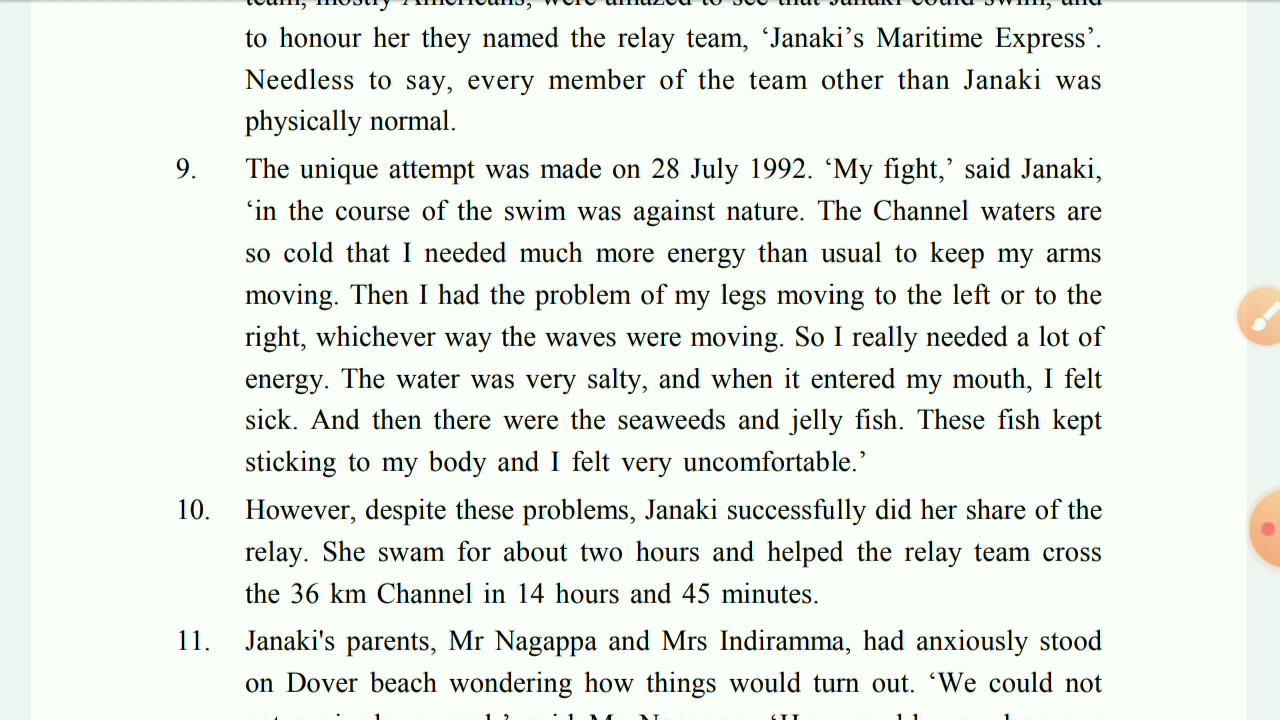 to honour her they named the relay team, ‘Janaki’s Maritime Express’.
Needless to say, every member of the team other than Janaki was
physically normal.
9. The unique attempt was made on 28 July 1992. ‘My fight,’ said Janaki,
‘in the course of the swim was against nature. The Channel waters are
so cold that I needed much more energy than usual to keep my arms
moving. Then I had the problem of my legs moving to the left or to the
right, whichever way the waves were moving. So I really needed a lot of
energy. The water was very salty, and when it entered my mouth, I felt
sick. And then there were the seaweeds and jelly fish. These fish kept
sticking to my body and I felt very uncomfortable.’
10. However, despite these problems, Janaki successfully did her share of the
relay. She swam for about two hours and helped the relay team cross
the 36 km Channel in 14 hours and 45 minutes.
11. Janaki's parents, Mr Nagappa and Mrs Indiramma, had anxiously stood
on Dover beach wondering how things would turn out. ‘We could not